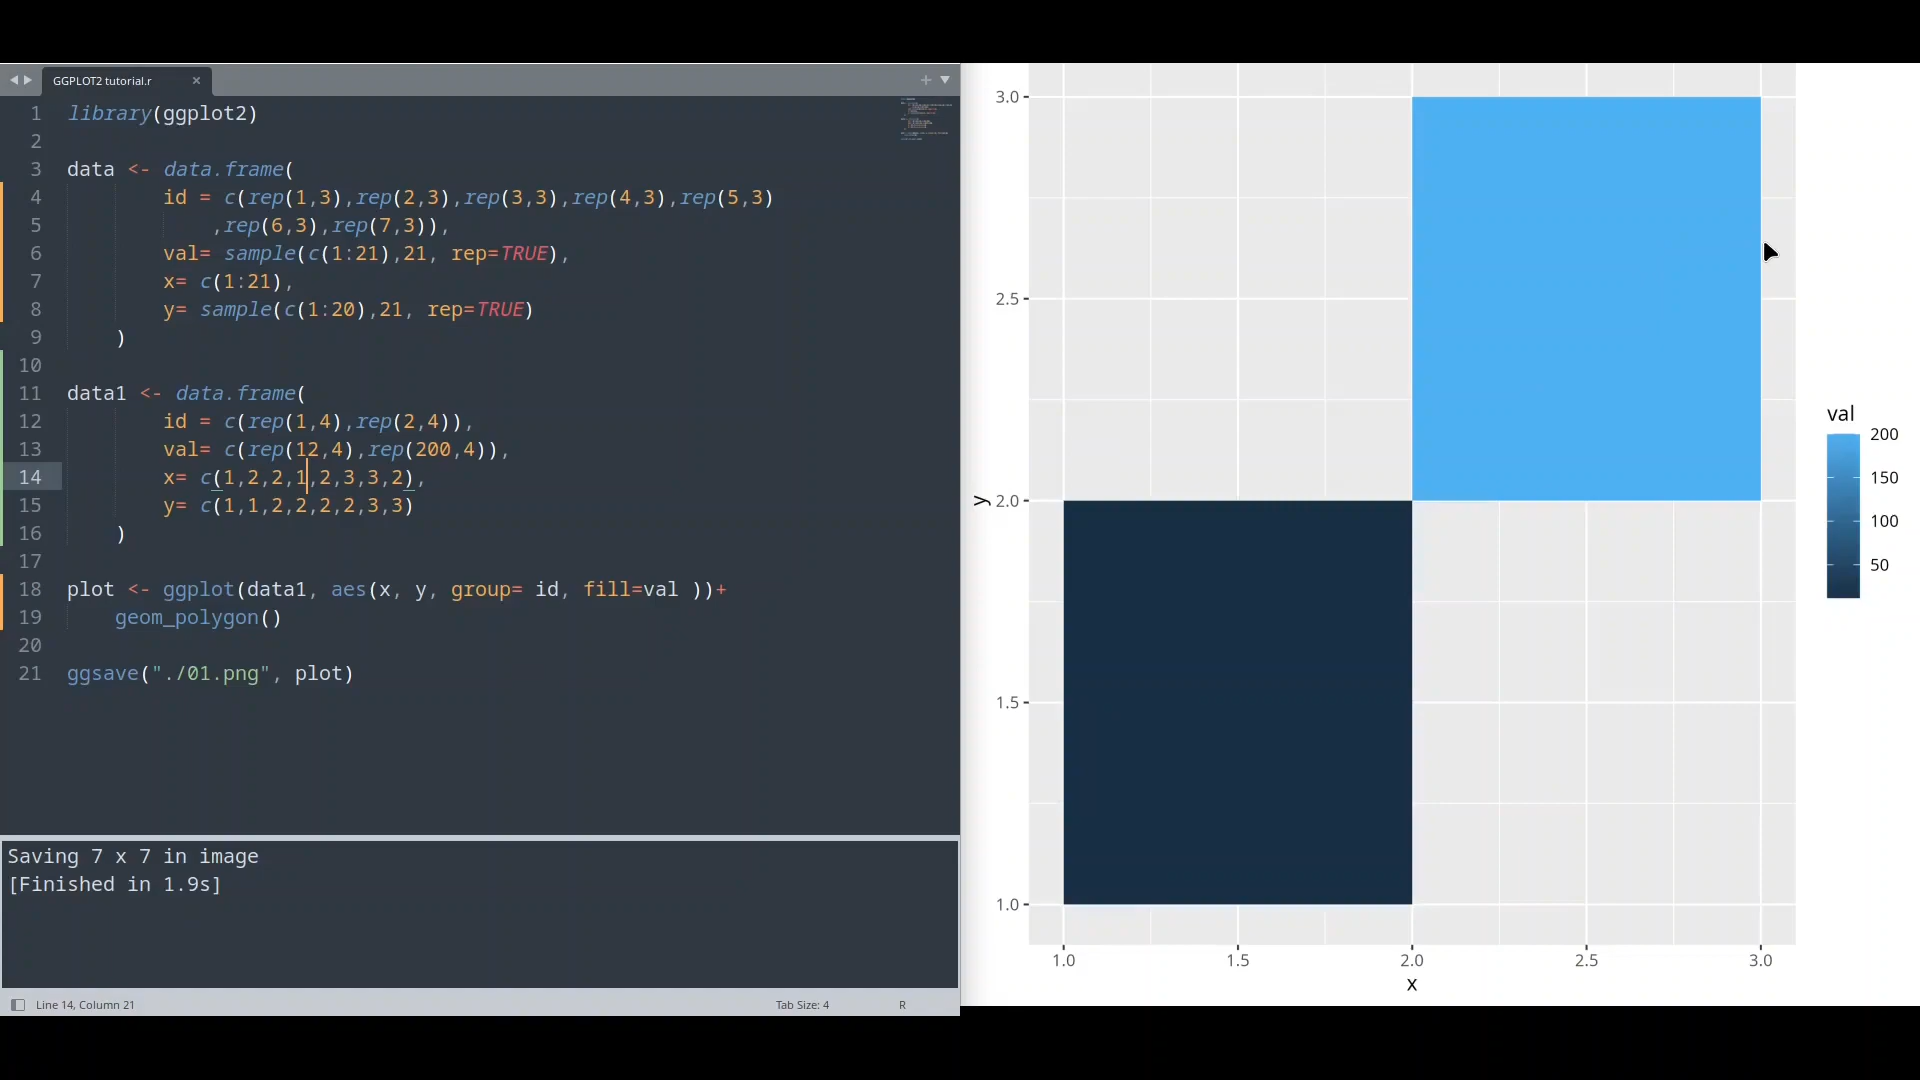 GGPLOT2 tutorial.r
1 library(ggplot2)
2
3 data <- data.frame(
4 id = c(rep(1,3),rep(2,3),rep(3,3),rep(4,3),rep(5,3)
5 ,rep(6,3),rep(7,3)),
6 val= sample(c(1:21),21, rep=TRUE),
7 x= c(1:21),
8 y= sample(c(1:20),21, rep=TRUE)
9 )
10
11 data1 <- data.frame(
12 id = c(rep(1,4),rep(2,4)),
13 val= c(rep(12,4),rep(200,4)),
14 x= c(1,2,2,1,2,3,3,2),
15 y= c(1,1,2,2,2,2,3,3)
16 )
17
18 plot <- ggplot(data1, aes(x, y, group= id, fill=val ))+
19 geom_polygon()
20
21 ggsave("./01.png", plot)
Saving 7 x 7 in image
[Finished in 1.9s]
Line 14, Column 21 Tab Size: 4 R
3.0
2.5
y 2.0
1.5
1.0
1.0 1.5 2.0 2.5 3.0
x
val
200
150
100
50